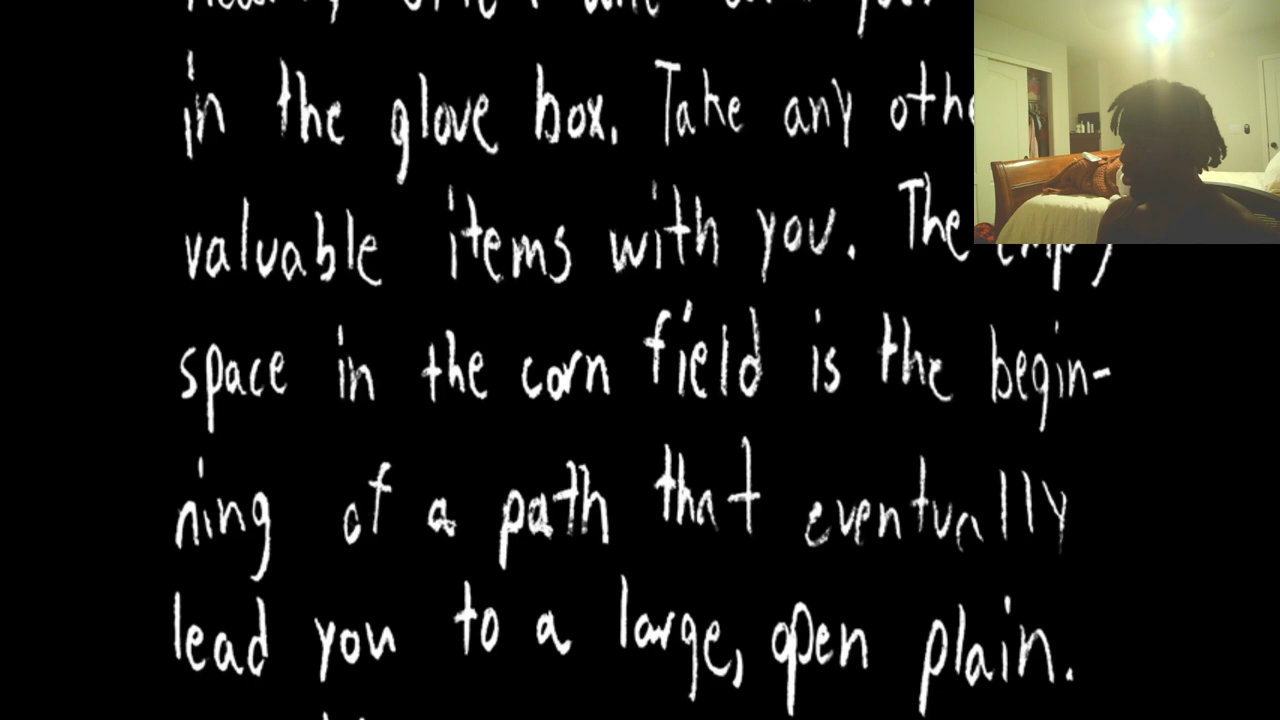 in the glove box. Take any othe
valuable items with you. The
space in the corn field is the begin-
ning of a path that eventually
lead you to a large, open plain.